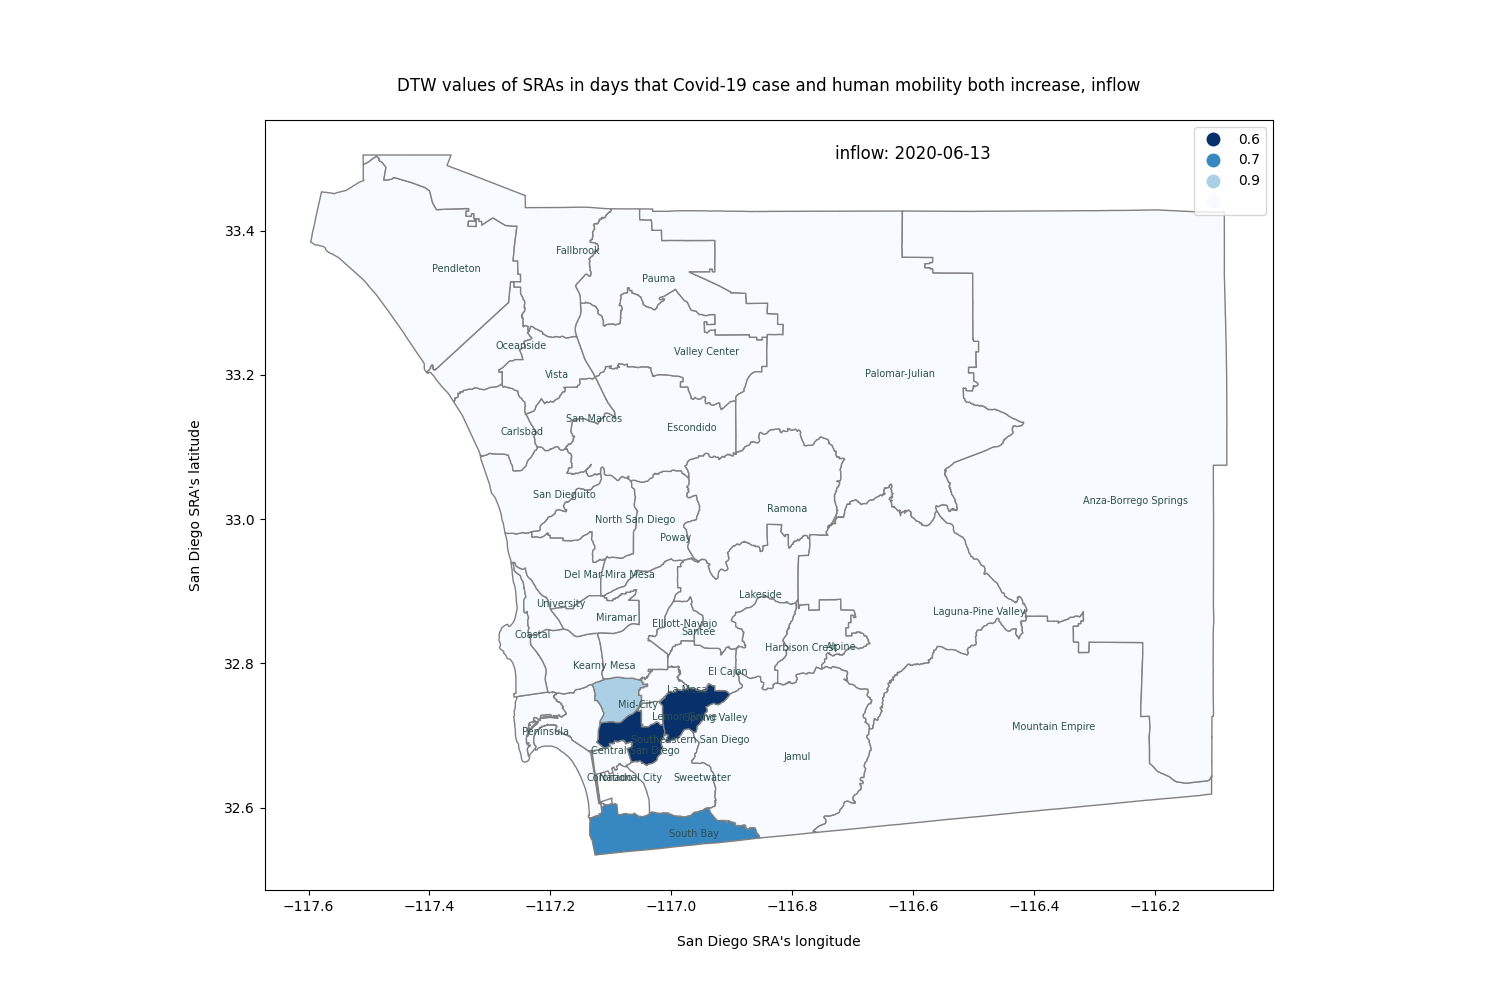 DTW values of SRAs in days that Covid-19 case and human mobility both increase, inflow
inflow: 2020-06-13
0.6
0.7
0.9
33.4
33.2
33.0
32.8
32.6
San Diego SRA's latitude
Fallbrook
Pendleton
Pauma
Oceanside
Valley Center
Vista
Palomar-Julian
San Marcos
Carlsbad
Escondido
San Dieguito
Anza-Borrego Springs
Ramona
North San Diego
Poway
Del Mar-Mira Mesa
Lakeside
University
Miramar
Laguna-Pine Valley
Elliott-Navajo
Santee
Coastal
Harbison Crest
Alpine
Kearny Mesa
El Cajon
La Mesa
Mid-City
Lemon Grove
Spring Valley
Peninsula
Mountain Empire
Southeastern San Diego
Central San Diego
Jamul
Coronado
National City
Sweetwater
South Bay
−117.6
−117.4
−117.2
−117.0
−116.8
−116.6
−116.4
−116.2
San Diego SRA's longitude